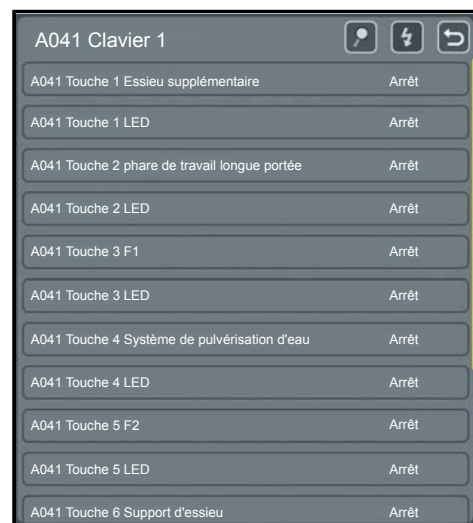 A041 Clavier 1
A041 Touche 1 Essieu supplémentaire Arrêt
A041 Touche 1 LED Arrêt
A041 Touche 2 phare de travail longue portée Arrêt
A041 Touche 2 LED Arrêt
A041 Touche 3 F1 Arrêt
A041 Touche 3 LED Arrêt
A041 Touche 4 Système de pulvérisation d'eau Arrêt
A041 Touche 4 LED Arrêt
A041 Touche 5 F2 Arrêt
A041 Touche 5 LED Arrêt
A041 Touche 6 Support d'essieu Arrêt